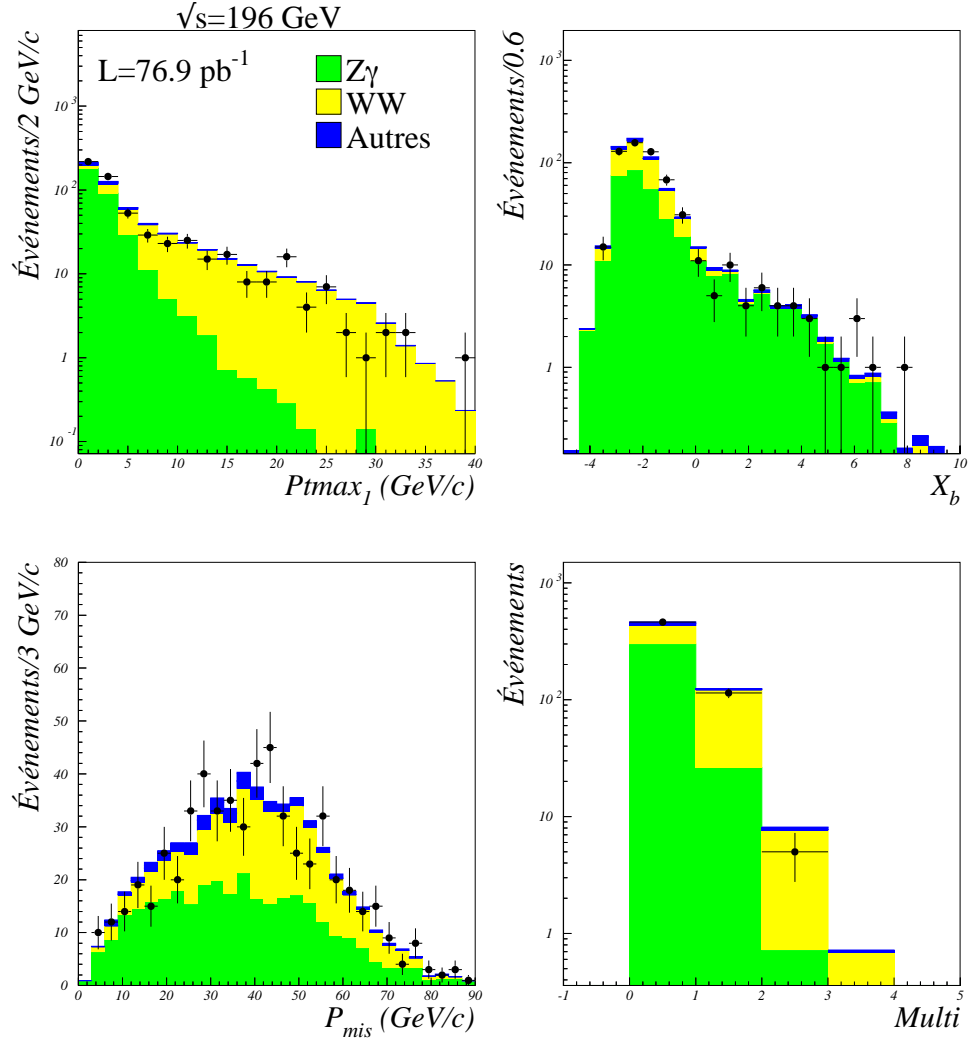 √s=196 GeV
Événements/2 GeV/c
L=76.9 pb⁻¹
Zγ
WW
Autres
10³
10²
10
1
10⁻¹
0 5 10 15 20 25 30 35 40
Ptmax₁ (GeV/c)
Événements/0.6
10³
10²
10
1
-4 -2 0 2 4 6 8 10
X_b
Événements/3 GeV/c
80
70
60
50
40
30
20
10
0
0 10 20 30 40 50 60 70 80 90
P_mis (GeV/c)
Événements
10³
10²
10
1
-1 0 1 2 3 4 5
Multi